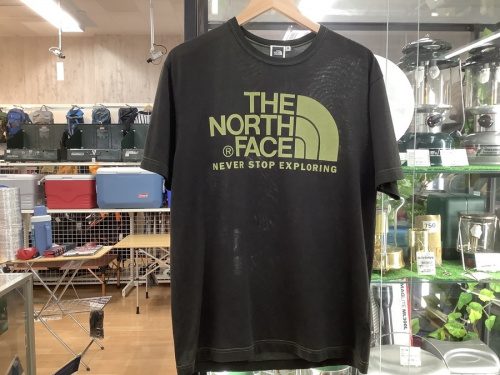 THE
NORTH
® FACE
NEVER STOP EXPLORING